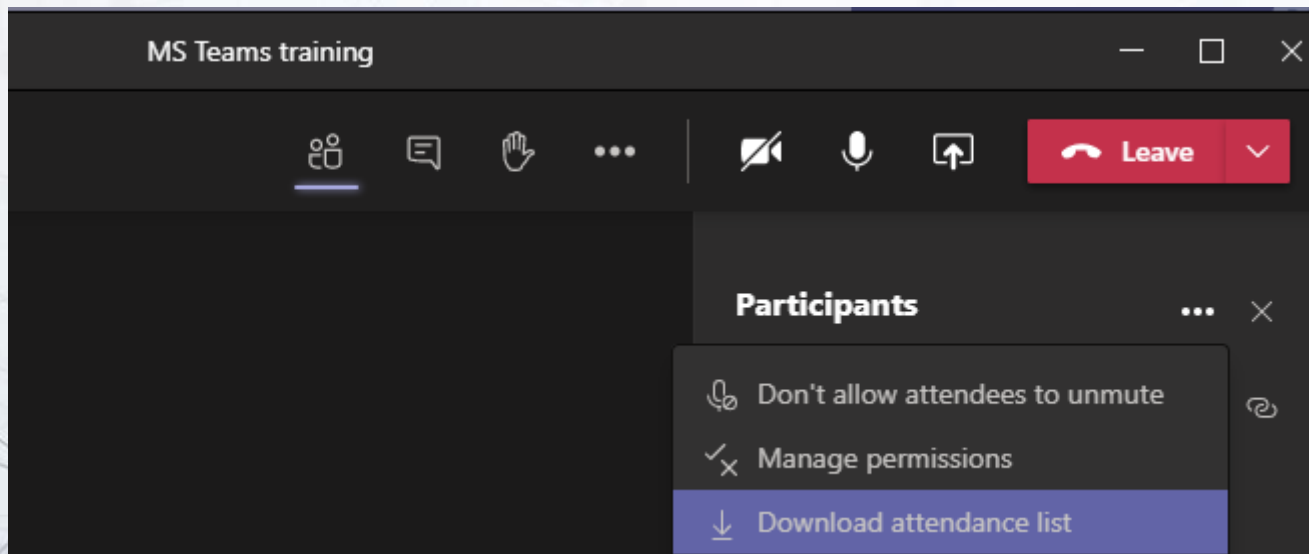 MS Teams training
Leave
Participants
Don't allow attendees to unmute
Manage permissions
Download attendance list